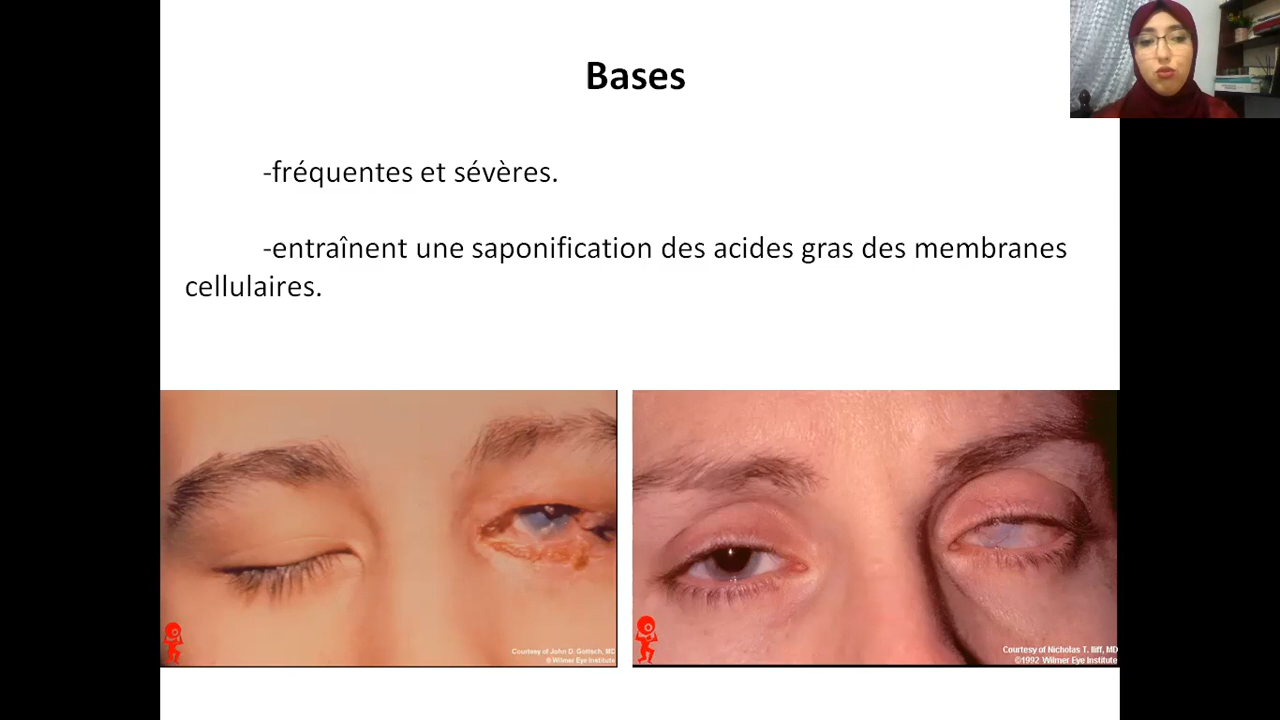 Bases
-fréquentes et sévères.
-entraînent une saponification des acides gras des membranes
cellulaires.
Courtesy of John D. Gottsch, MD
© Wilmer Eye Institute
Courtesy of Nicholas T. Iliff, MD
©1992 Wilmer Eye Institute